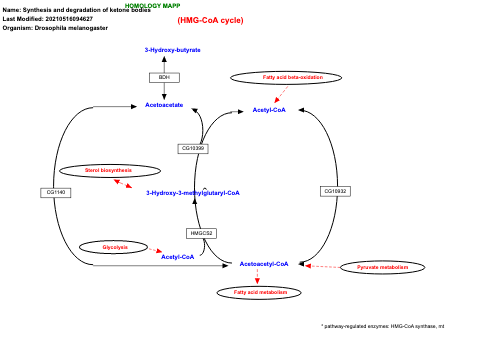 HOMOLOGY MAPP
Name: Synthesis and degradation of ketone bodies
Last Modified: 20210516094627
Organism: Drosophila melanogaster
(HMG-CoA cycle)
3-Hydroxy-butyrate
BDH
Fatty acid beta-oxidation
Acetoacetate
Acetyl-CoA
CG10399
Sterol biosynthesis
CG1140
3-Hydroxy-3-methylglutaryl-CoA
CG10932
HMGCS2
Glycolysis
Acetyl-CoA
Acetoacetyl-CoA
Pyruvate metabolism
Fatty acid metabolism
* pathway-regulated enzymes: HMG-CoA synthase, mt